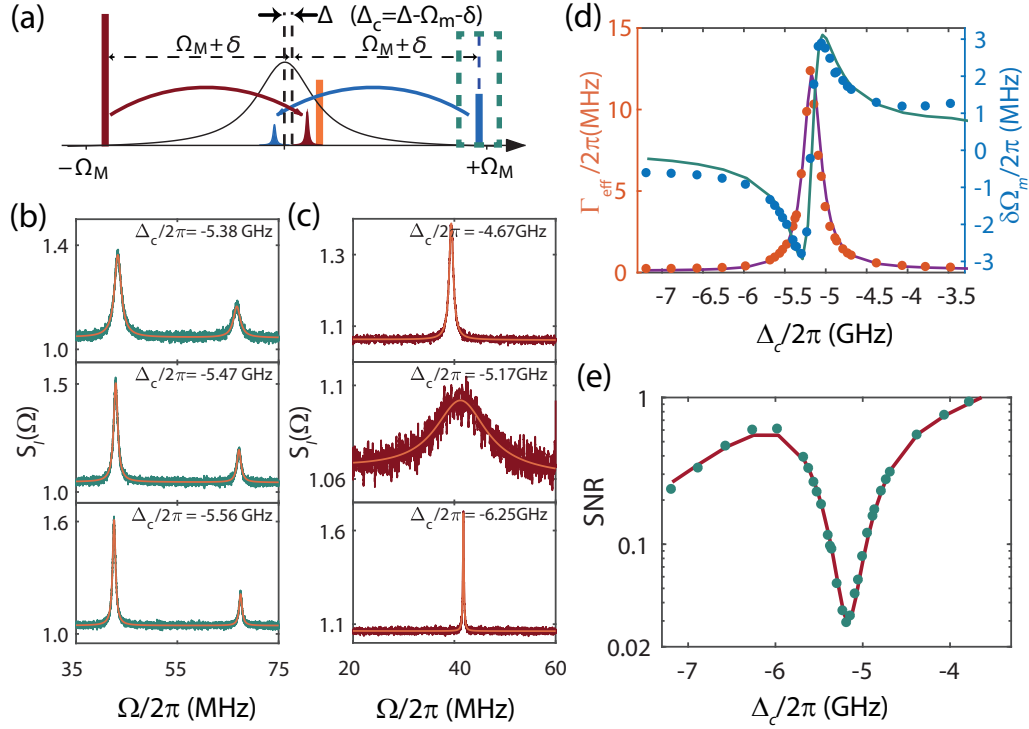 (a)
Δ (Δc=Δ-Ωm-δ)
ΩM+δ
ΩM+δ
−ΩM
+ΩM
(b)
Δc/2π= -5.38GHz
1.4
1.0
Δc/2π= -5.47 GHz
1.5
1.0
Δc/2π= -5.56 GHz
1.6
1.0
35 55 75
SI(Ω)
Ω/2π (MHz)
(c)
Δc/2π= -4.67GHz
1.3
1.1
Δc/2π= -5.17GHz
1.1
1.06
Δc/2π= -6.25GHz
1.6
1.1
20 40 60
SI(Ω)
Ω/2π (MHz)
(d)
15
10
5
0
Γeff/2π(MHz)
3
2
1
0
-1
-2
-3
δΩm/2π (MHz)
-7 -6.5 -6 -5.5 -5 -4.5 -4 -3.5
Δc/2π (GHz)
(e)
1
0.1
0.02
SNR
-7 -6 -5 -4
Δc/2π (GHz)